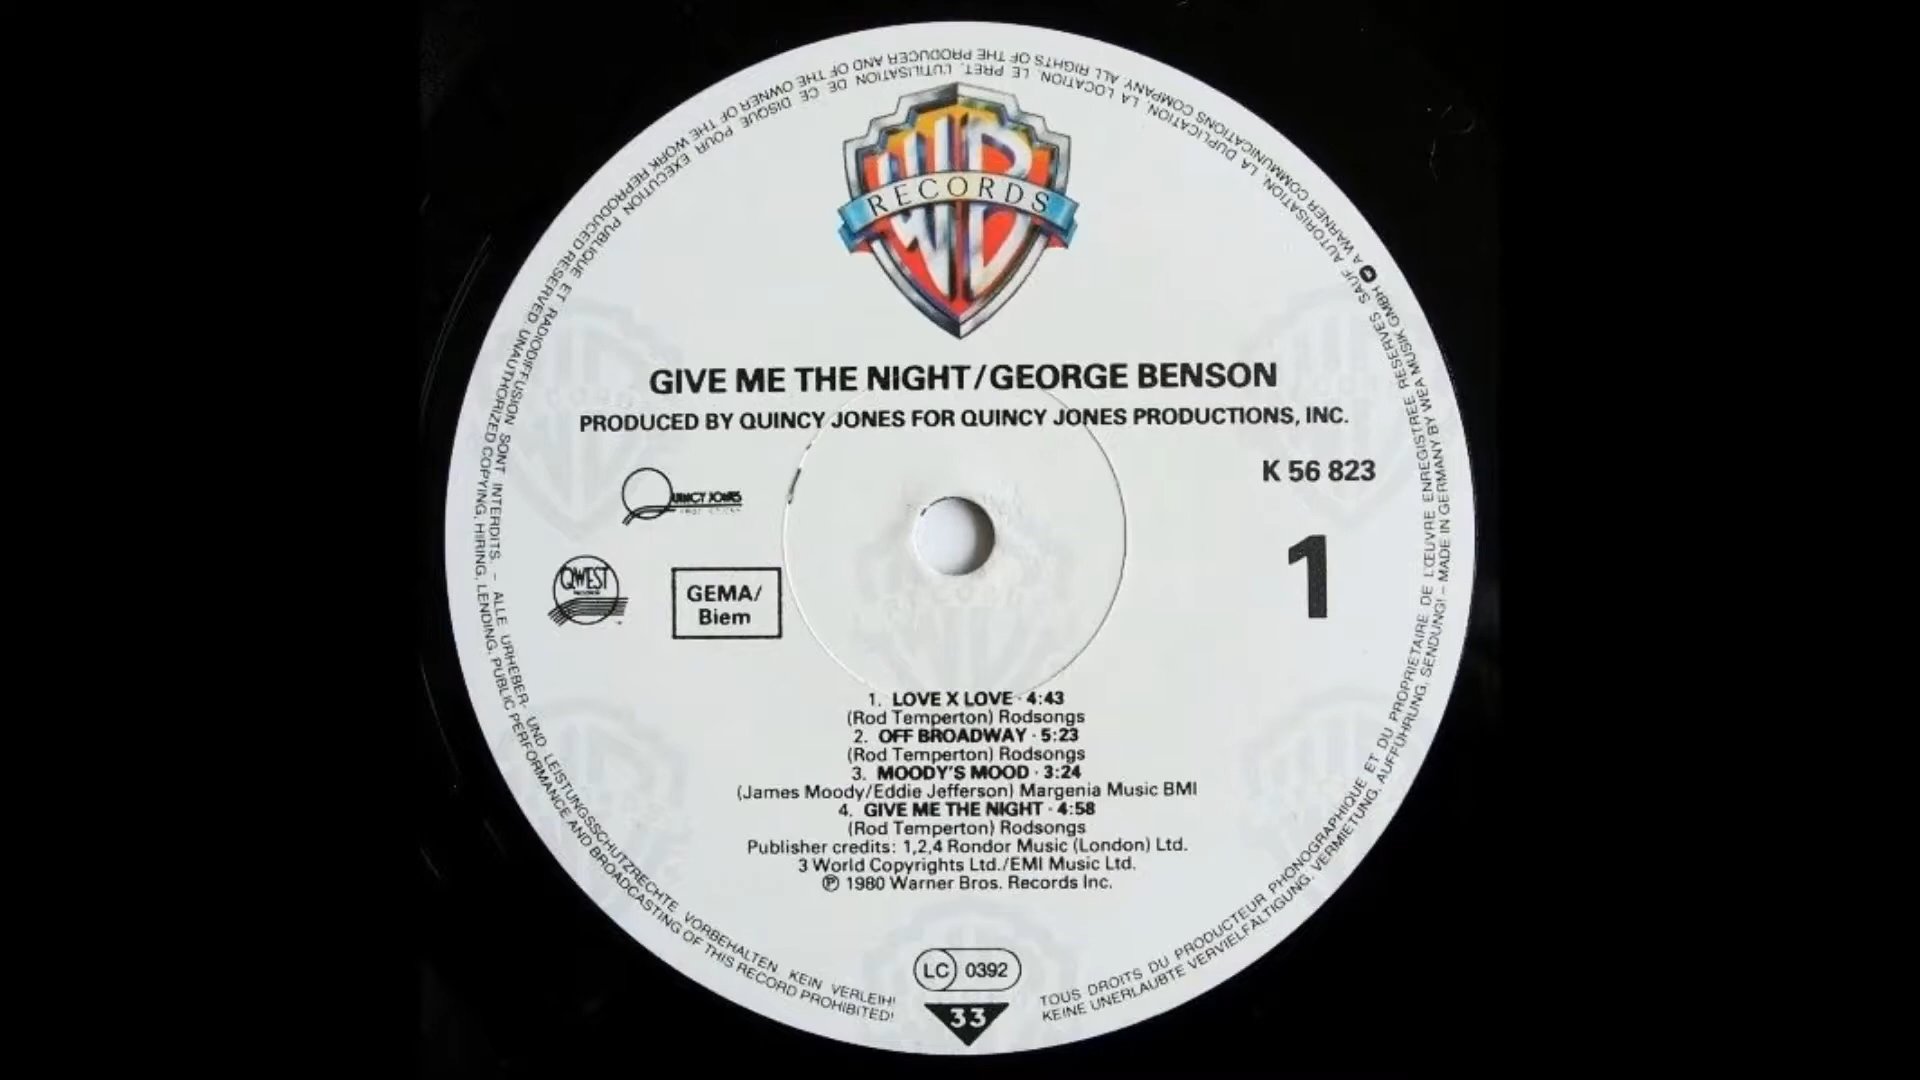 WB
RECORDS
GIVE ME THE NIGHT/GEORGE BENSON
PRODUCED BY QUINCY JONES FOR QUINCY JONES PRODUCTIONS, INC.
QUINCY JONES
K 56 823
QWEST
GEMA/
Biem
1
1. LOVE X LOVE · 4:43
(Rod Temperton) Rodsongs
2. OFF BROADWAY · 5:23
(Rod Temperton) Rodsongs
3. MOODY'S MOOD · 3:24
(James Moody/Eddie Jefferson) Margenia Music BMI
4. GIVE ME THE NIGHT · 4:58
(Rod Temperton) Rodsongs
Publisher credits: 1,2,4 Rondor Music (London) Ltd.
3 World Copyrights Ltd./EMI Music Ltd.
℗ 1980 Warner Bros. Records Inc.
LC 0392
33
TOUS DROITS DU PRODUCTEUR PHONOGRAPHIQUE ET DU PROPRIETAIRE DE L'ŒUVRE ENREGISTREE RESERVES. SAUF AUTORISATION, LA DUPLICATION, LA LOCATION, LE PRET, L'UTILISATION DE CE DISQUE POUR EXECUTION PUBLIQUE ET RADIODIFFUSION SONT INTERDITS. – ALLE URHEBER- UND LEISTUNGSSCHUTZRECHTE VORBEHALTEN. KEIN VERLEIH!
KEINE UNERLAUBTE VERVIELFÄLTIGUNG, VERMIETUNG, AUFFÜHRUNG, SENDUNG! – MADE IN GERMANY BY WEA MUSIK GMBH A WARNER COMMUNICATIONS COMPANY. ALL RIGHTS OF THE PRODUCER AND OF THE OWNER OF THE WORK REPRODUCED RESERVED. UNAUTHORIZED COPYING, HIRING, LENDING, PUBLIC PERFORMANCE AND BROADCASTING OF THIS RECORD PROHIBITED!